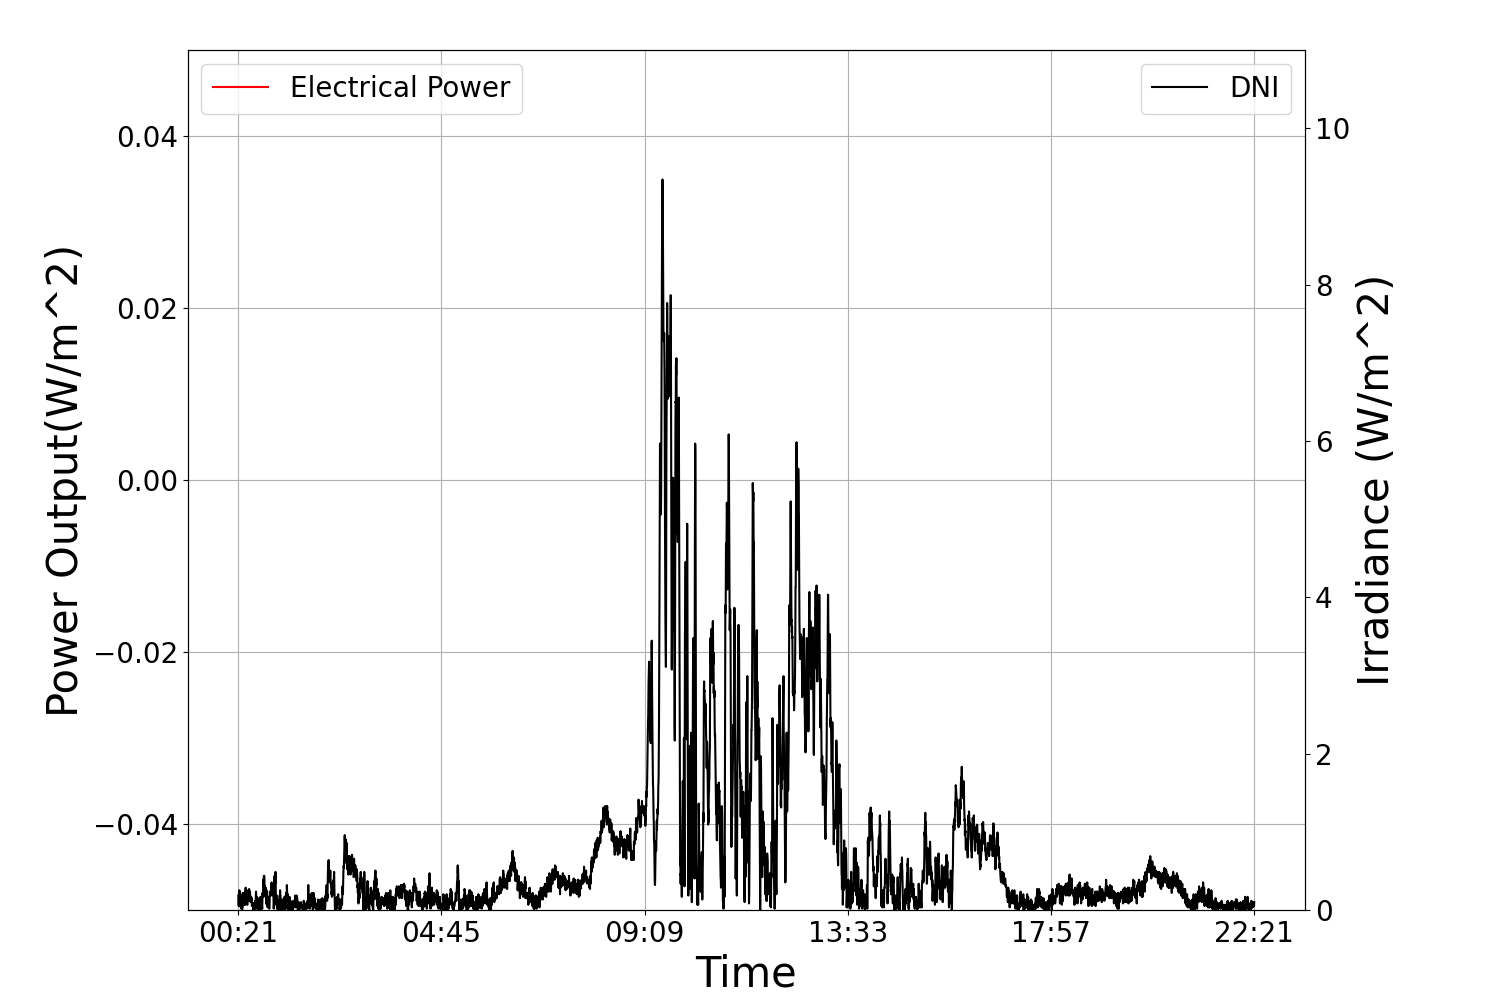 Electrical Power
DNI
0.04
0.02
0.00
−0.02
−0.04
Power Output(W/m^2)
10
8
6
4
2
0
Irradiance (W/m^2)
00:21 04:45 09:09 13:33 17:57 22:21
Time